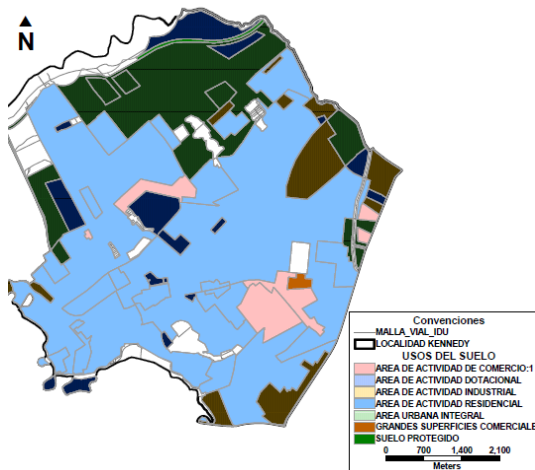 N
Convenciones
MALLA_VIAL_IDU
LOCALIDAD KENNEDY
USOS DEL SUELO
AREA DE ACTIVIDAD DE COMERCIO:1
AREA DE ACTIVIDAD DOTACIONAL
AREA DE ACTIVIDAD INDUSTRIAL
AREA DE ACTIVIDAD RESIDENCIAL
AREA URBANA INTEGRAL
GRANDES SUPERFICIES COMERCIALE
SUELO PROTEGIDO
0 700 1,400 2,100
Meters